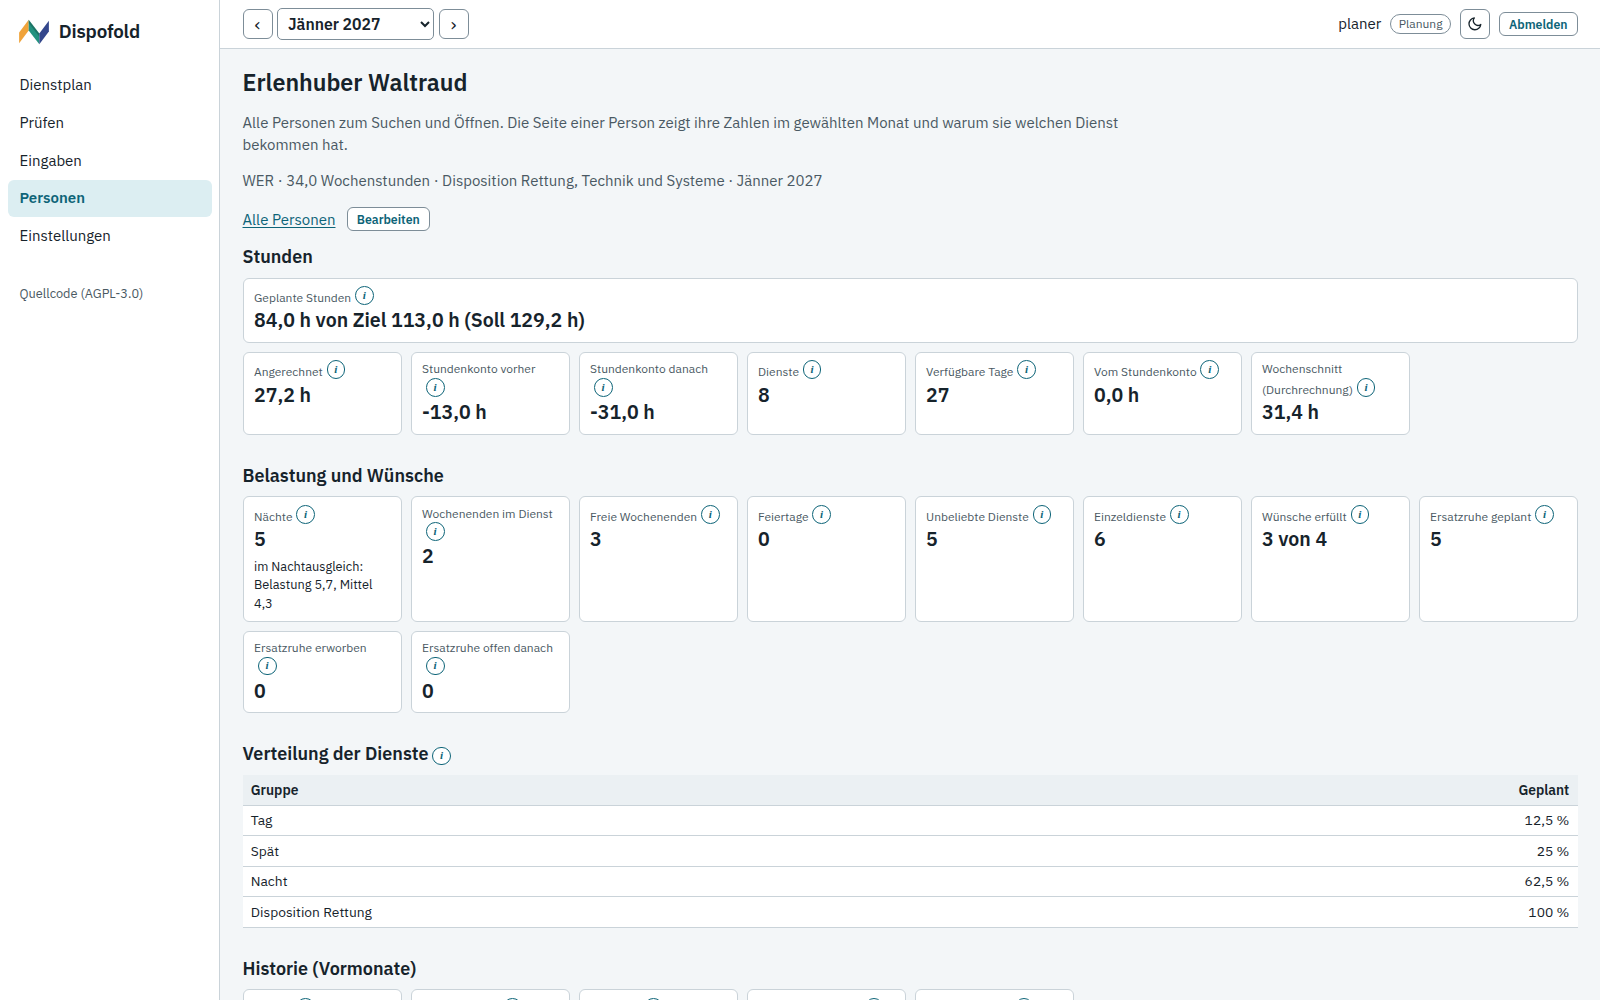 Dispofold
Dienstplan
Prüfen
Eingaben
Personen
Einstellungen
Quellcode (AGPL-3.0)
‹ Jänner 2027 ›
planer Planung Abmelden
Erlenhuber Waltraud
Alle Personen zum Suchen und Öffnen. Die Seite einer Person zeigt ihre Zahlen im gewählten Monat und warum sie welchen Dienst
bekommen hat.
WER · 34,0 Wochenstunden · Disposition Rettung, Technik und Systeme · Jänner 2027
Alle Personen Bearbeiten
Stunden
Geplante Stunden i
84,0 h von Ziel 113,0 h (Soll 129,2 h)
Angerechnet i
27,2 h
Stundenkonto vorher
i
-13,0 h
Stundenkonto danach
i
-31,0 h
Dienste i
8
Verfügbare Tage i
27
Vom Stundenkonto i
0,0 h
Wochenschnitt
(Durchrechnung) i
31,4 h
Belastung und Wünsche
Nächte i
5
im Nachtausgleich:
Belastung 5,7, Mittel
4,3
Wochenenden im Dienst
i
2
Freie Wochenenden i
3
Feiertage i
0
Unbeliebte Dienste i
5
Einzeldienste i
6
Wünsche erfüllt i
3 von 4
Ersatzruhe geplant i
5
Ersatzruhe erworben
i
0
Ersatzruhe offen danach
i
0
Verteilung der Dienste i
Gruppe Geplant
Tag 12,5 %
Spät 25 %
Nacht 62,5 %
Disposition Rettung 100 %
Historie (Vormonate)